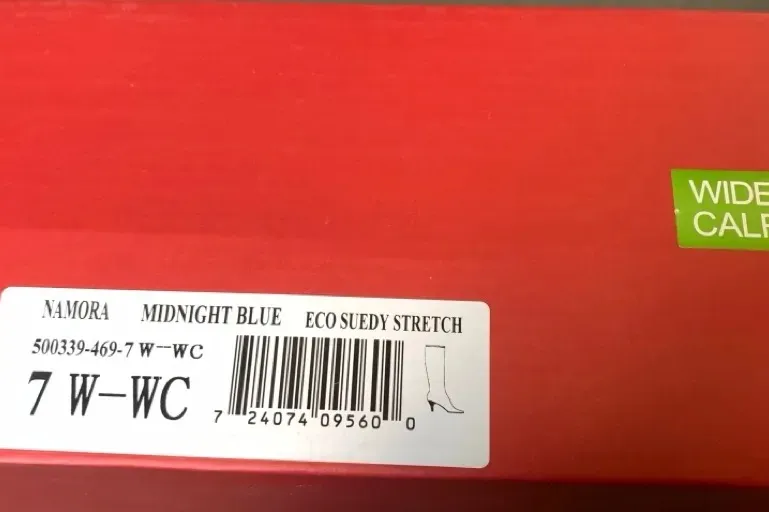 WIDE
CALF
NAMORA MIDNIGHT BLUE ECO SUEDY STRETCH
500339-469-7 W--WC
7 W-WC
7 24074 09560 0